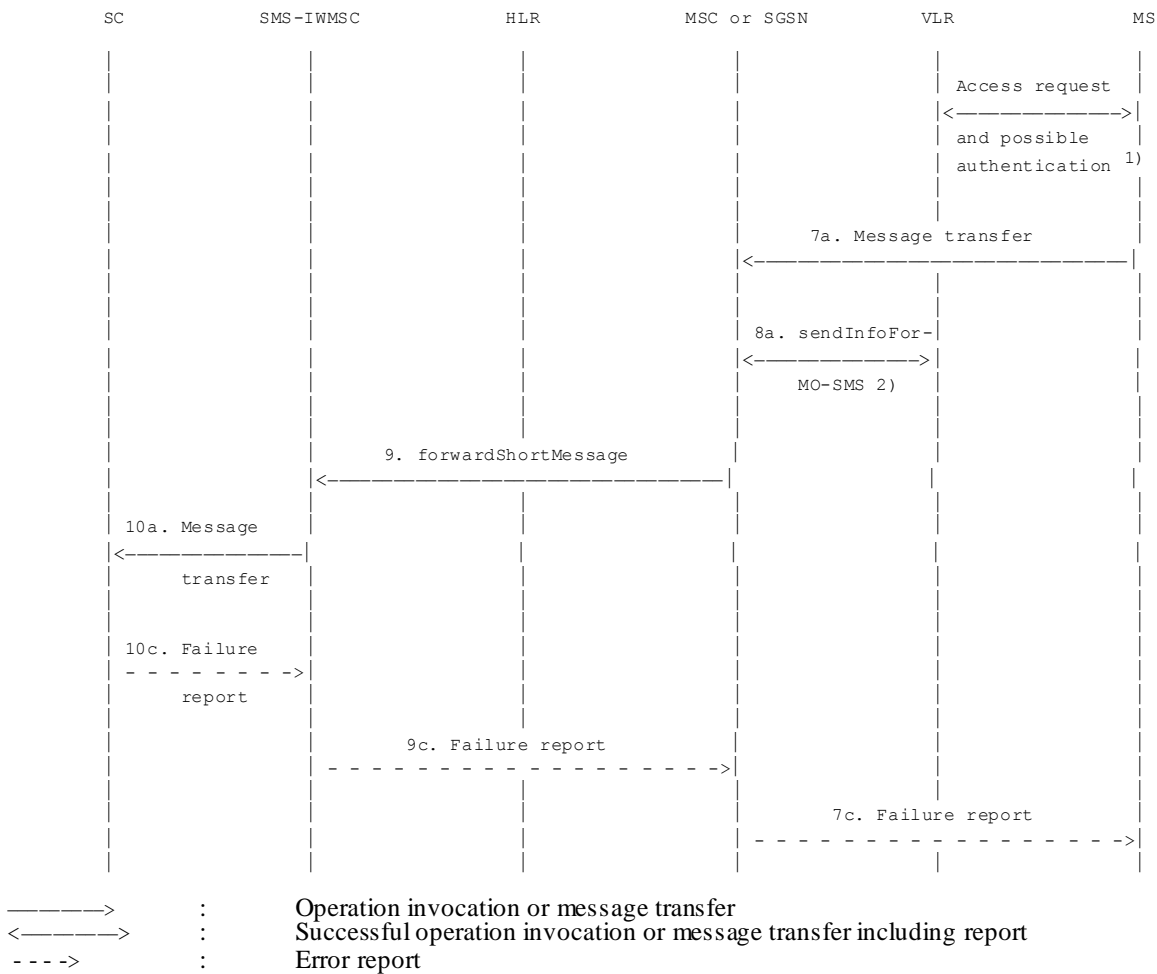 SC SMS-IWMSC HLR MSC or SGSN VLR MS
Access request
and possible
authentication 1)
7a. Message transfer
8a. sendInfoFor-
MO-SMS 2)
9. forwardShortMessage
10a. Message
transfer
10c. Failure
report
9c. Failure report
7c. Failure report
: Operation invocation or message transfer
: Successful operation invocation or message transfer including report
: Error report